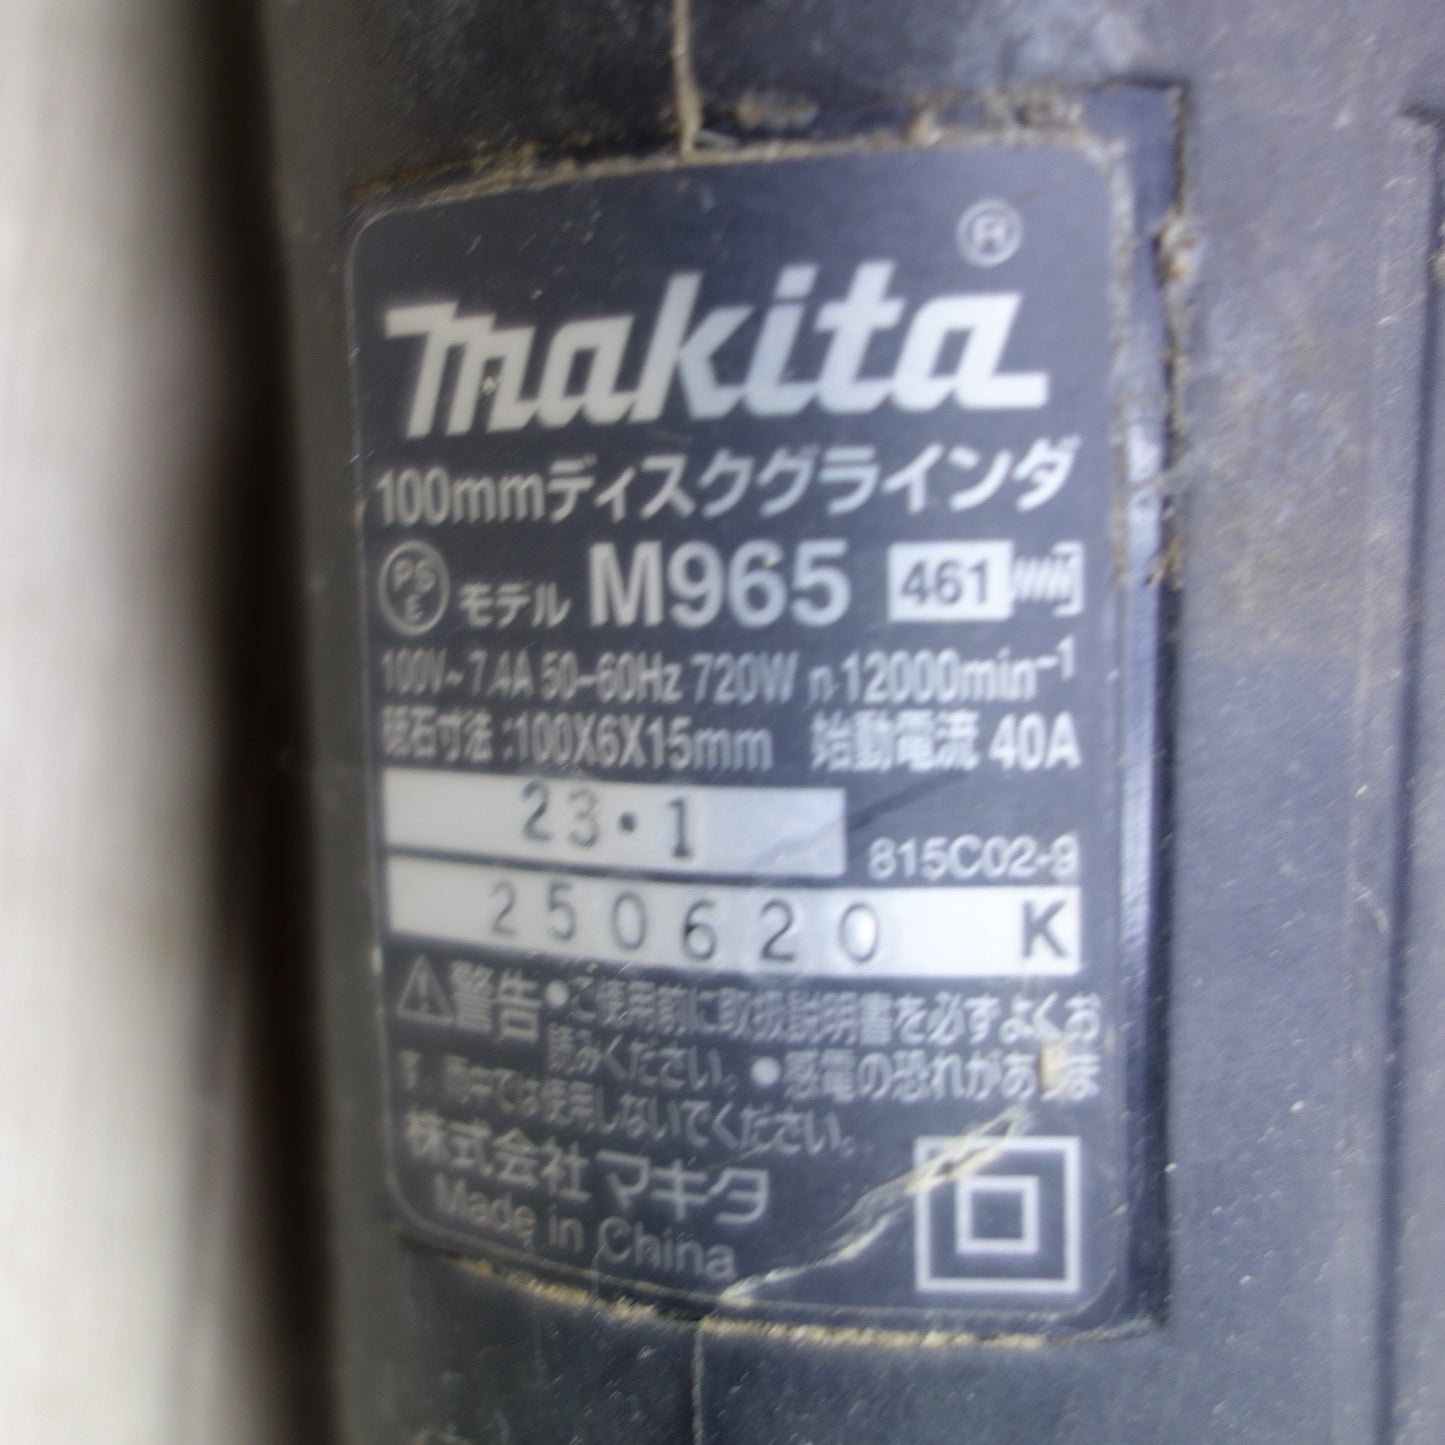 ®
makita
100mmディスクグラインダ
PS
E
モデル M965 461
100V~ 7.4A 50-60Hz 720W n 12000min⁻¹
砥石寸法:100X6X15mm 始動電流 40A
23・1
815C02-9
250620 K
警告 ●ご使用前に取扱説明書を必ずよくお
読みください。●感電の恐れがありま
す。雨中では使用しないでください。
株式会社マキタ
Made in China